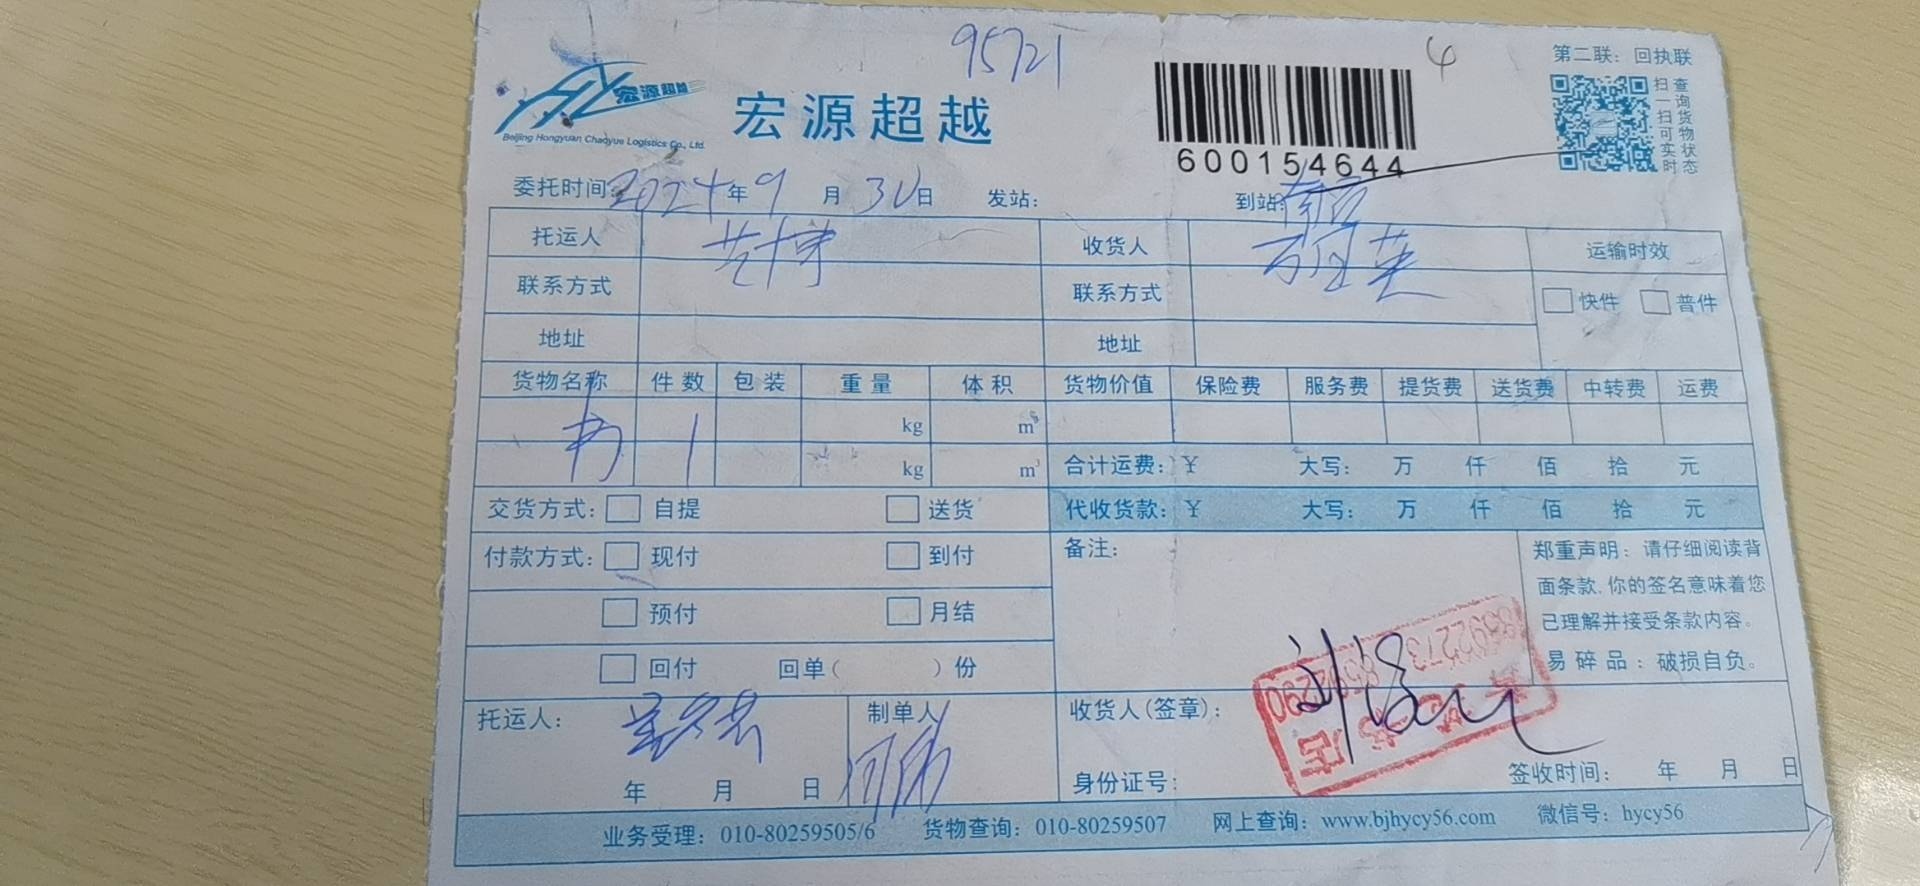 95721
4
第二联：回执联
宏源超越
Beijing Hongyuan Chaoyue Logistics Co., Ltd.
宏源超越
600154644
扫一扫可实时
查询货物状态
委托时间：2024年9月30日 发站： 到站：
托运人 收货人 运输时效
联系方式 联系方式 快件 普件
地址 地址
货物名称 件数 包装 重量 体积 货物价值 保险费 服务费 提货费 送货费 中转费 运费
kg m³
书 1 kg m³ 合计运费：￥ 大写： 万 仟 佰 拾 元
交货方式： 自提 送货 代收货款：￥ 大写： 万 仟 佰 拾 元
付款方式： 现付 到付 备注：
预付 月结
回付 回单（ ）份
郑重声明：请仔细阅读背
面条款,你的签名意味着您
已理解并接受条款内容。
易碎品：破损自负。
托运人： 制单人 收货人(签章)：
年 月 日 身份证号： 签收时间： 年 月 日
业务受理：010-80259505/6 货物查询：010-80259507 网上查询：www.bjhycy56.com 微信号：hycy56